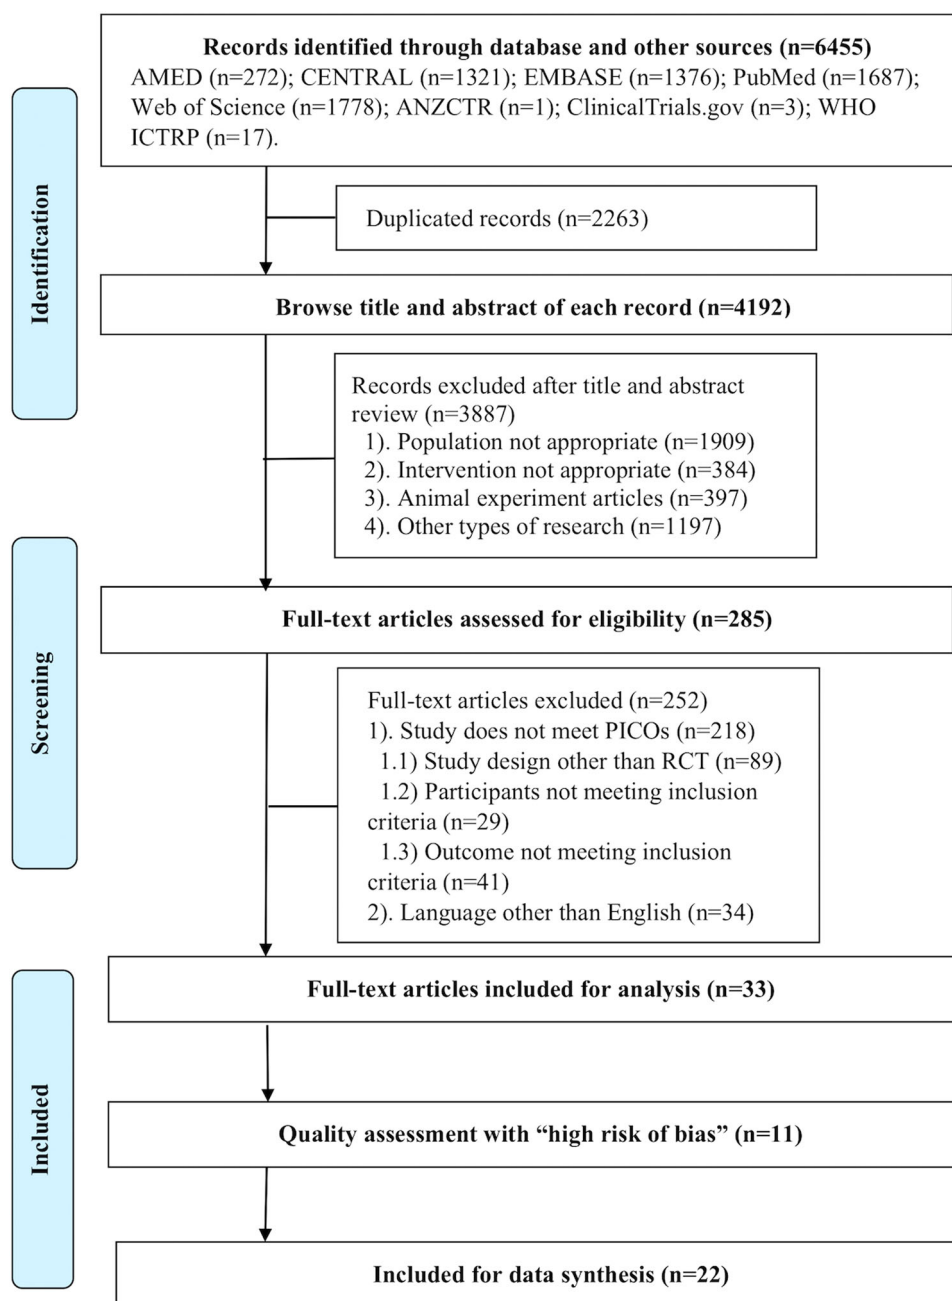 Records identified through database and other sources (n=6455)
AMED (n=272); CENTRAL (n=1321); EMBASE (n=1376); PubMed (n=1687);
Web of Science (n=1778); ANZCTR (n=1); ClinicalTrials.gov (n=3); WHO
ICTRP (n=17).
Identification
Duplicated records (n=2263)
Browse title and abstract of each record (n=4192)
Records excluded after title and abstract
review (n=3887)
1). Population not appropriate (n=1909)
2). Intervention not appropriate (n=384)
3). Animal experiment articles (n=397)
4). Other types of research (n=1197)
Screening
Full-text articles assessed for eligibility (n=285)
Full-text articles excluded (n=252)
1). Study does not meet PICOs (n=218)
1.1) Study design other than RCT (n=89)
1.2) Participants not meeting inclusion
criteria (n=29)
1.3) Outcome not meeting inclusion
criteria (n=41)
2). Language other than English (n=34)
Included
Full-text articles included for analysis (n=33)
Quality assessment with “high risk of bias” (n=11)
Included for data synthesis (n=22)